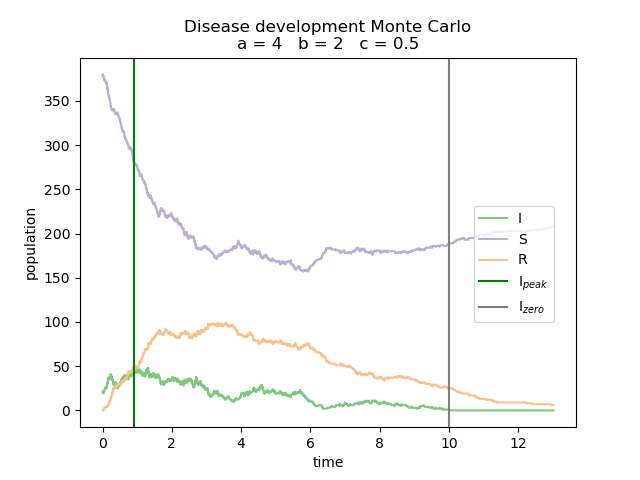 Disease development Monte Carlo
a = 4 b = 2 c = 0.5
population
350
300
250
200
150
100
50
0
I
S
R
I_peak
I_zero
0 2 4 6 8 10 12
time